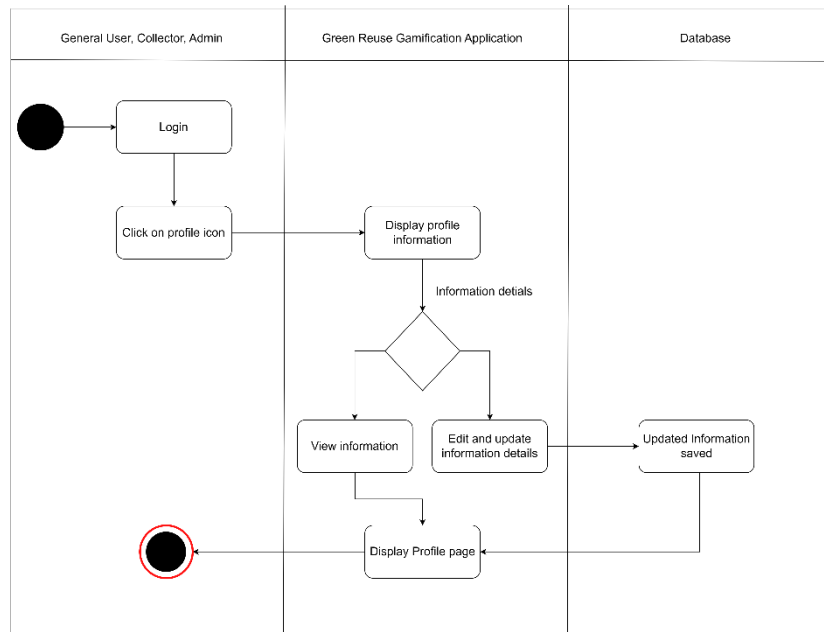 General User, Collector, Admin
Green Reuse Gamification Application
Database
Login
Click on profile icon
Display profile
information
Information detials
View information
Edit and update
information details
Updated Information
saved
Display Profile page